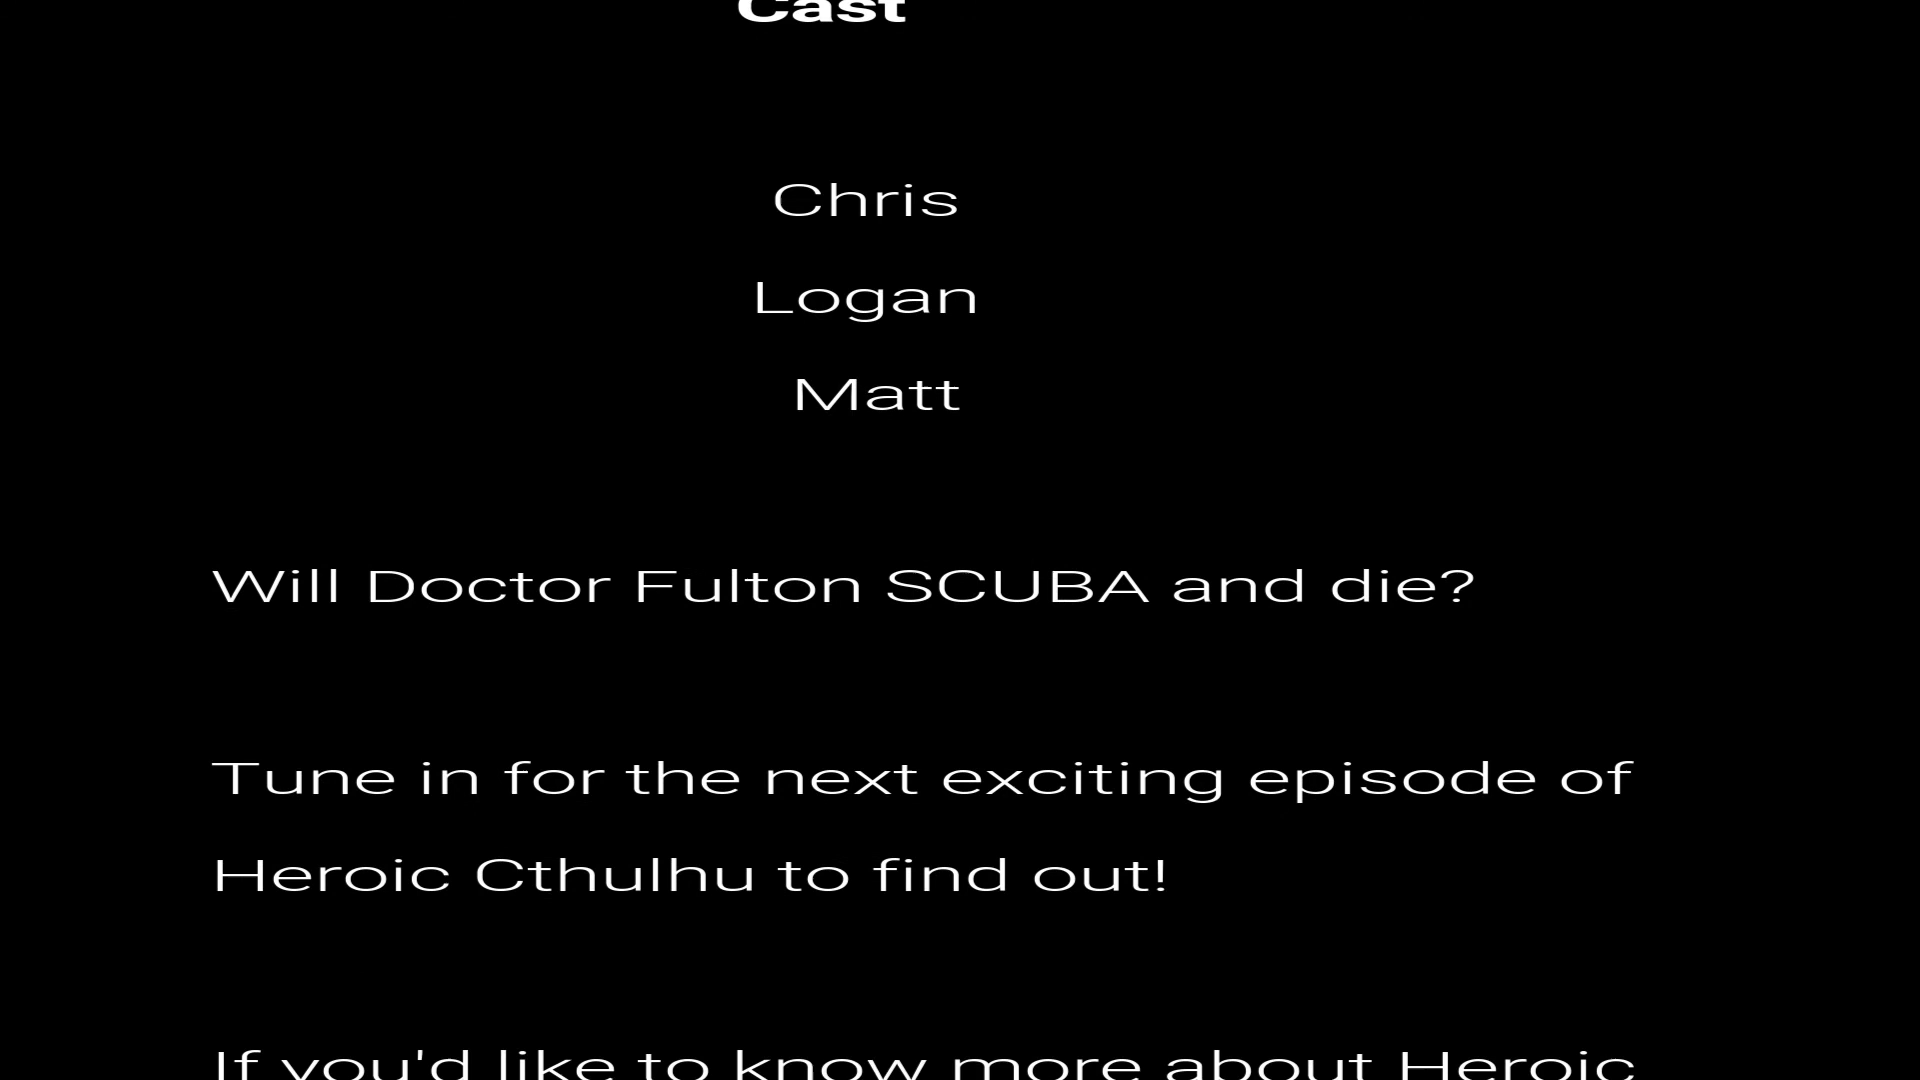 Cast
Chris
Logan
Matt
Will Doctor Fulton SCUBA and die?
Tune in for the next exciting episode of
Heroic Cthulhu to find out!
If you'd like to know more about Heroic